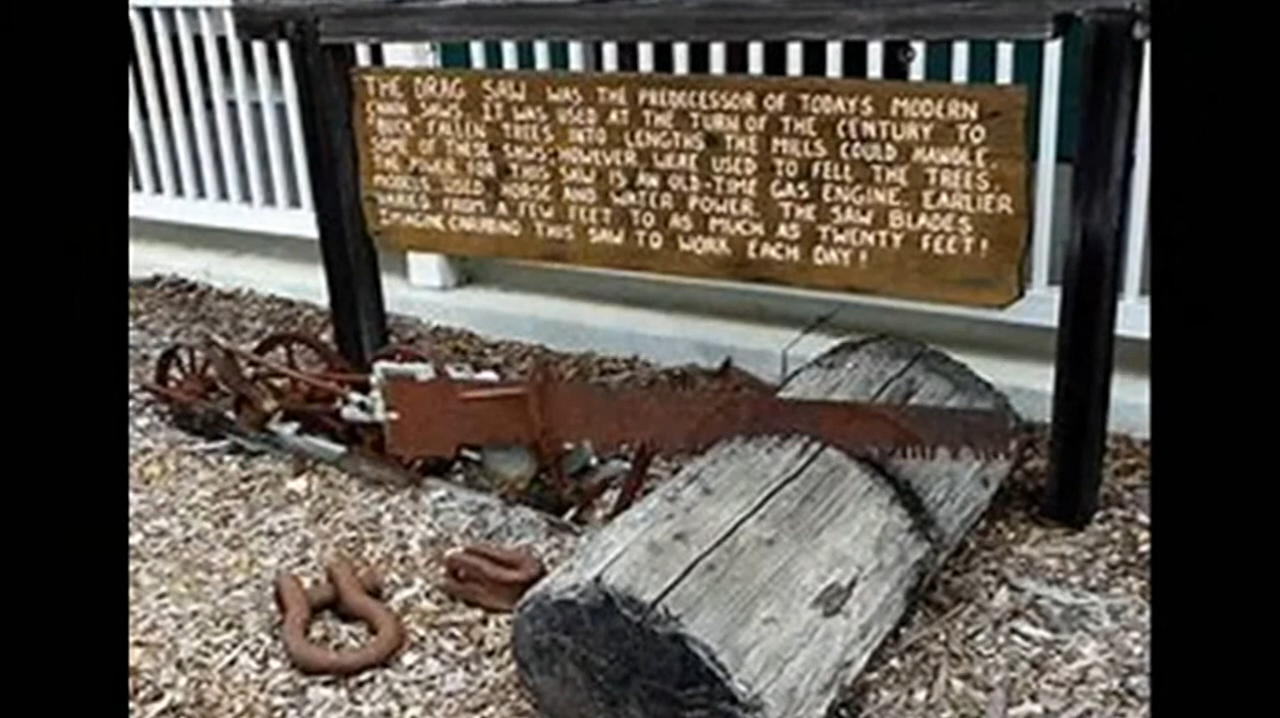 THE DRAG SAW WAS THE PREDECESSOR OF TODAYS MODERN
CHAIN SAWS. IT WAS USED AT THE TURN OF THE CENTURY TO
BUCK FALLEN TREES INTO LENGTHS THE MILLS COULD HANDLE.
SOME OF THESE SAWS HOWEVER WERE USED TO FELL THE TREES.
THE POWER FOR THIS SAW IS AN OLD-TIME GAS ENGINE. EARLIER
MODELS USED HORSE AND WATER POWER. THE SAW BLADES
VARIED FROM A FEW FEET TO AS MUCH AS TWENTY FEET!
IMAGINE CARRYING THIS SAW TO WORK EACH DAY!